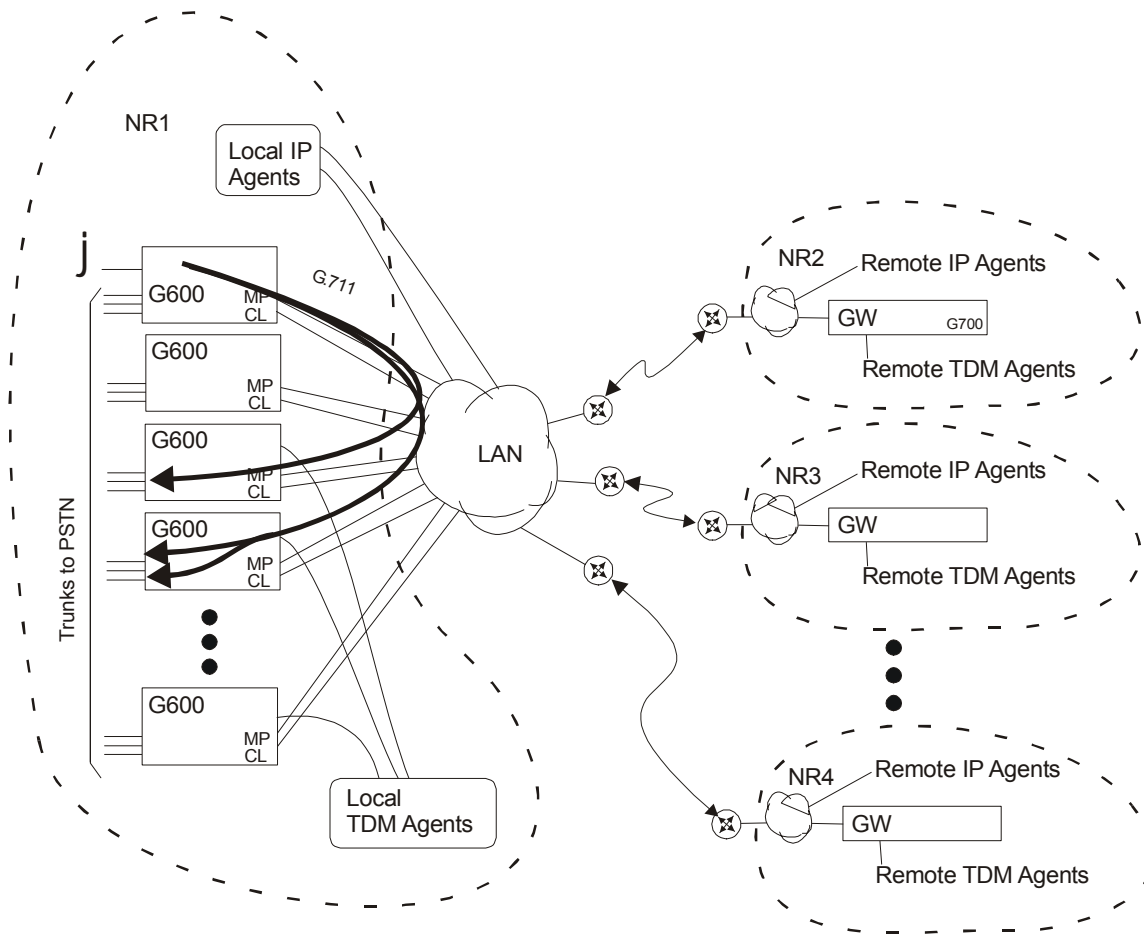 NR1
Local IP
Agents
j
G.711
G600
MP
CL
G600
MP
CL
G600
MP
CL
G600
MP
CL
G600
MP
CL
Trunks to PSTN
Local
TDM Agents
LAN
NR2
Remote IP Agents
GW
G700
Remote TDM Agents
NR3
Remote IP Agents
GW
Remote TDM Agents
NR4
Remote IP Agents
GW
Remote TDM Agents